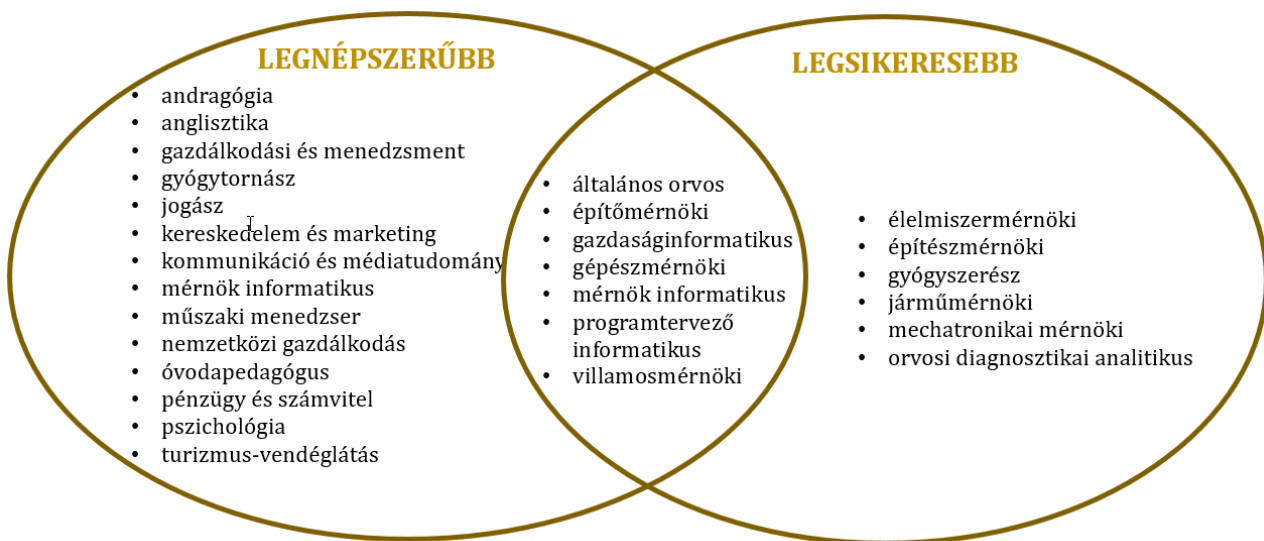 LEGNÉPSZERŰBB
• andragógia
• anglisztika
• gazdálkodási és menedzsment
• gyógytornász
• jogász
• kereskedelem és marketing
• kommunikáció és médiatudomány
• mérnök informatikus
• műszaki menedzser
• nemzetközi gazdálkodás
• óvodapedagógus
• pénzügy és számvitel
• pszichológia
• turizmus-vendéglátás
• általános orvos
• építőmérnöki
• gazdaságinformatikus
• gépészmérnöki
• mérnök informatikus
• programtervező
informatikus
• villamosmérnöki
LEGSIKERESEBB
• élelmiszermérnöki
• építészmérnöki
• gyógyszerész
• járműmérnöki
• mechatronikai mérnöki
• orvosi diagnosztikai analitikus